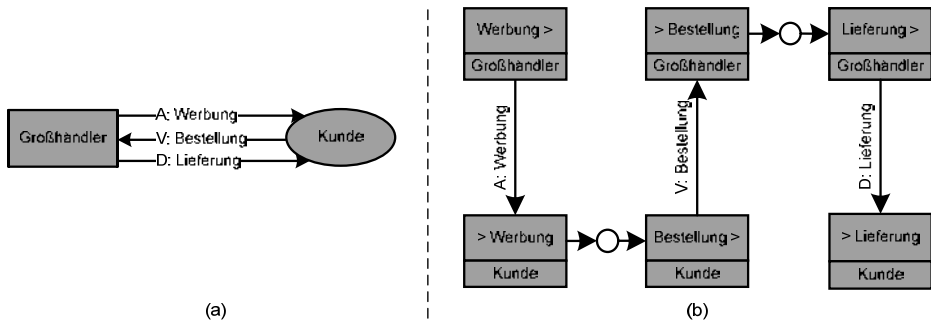 Großhändler
A: Werbung
V: Bestellung
D: Lieferung
Kunde
(a)
Werbung >
Großhändler
> Bestellung
Großhändler
Lieferung >
Großhändler
A: Werbung
V: Bestellung
D: Lieferung
> Werbung
Kunde
Bestellung >
Kunde
> Lieferung
Kunde
(b)